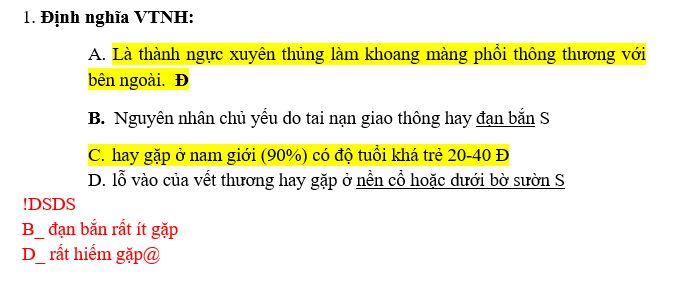 1. Định nghĩa VTNH:
A. Là thành ngực xuyên thủng làm khoang màng phổi thông thương với
bên ngoài. Đ
B. Nguyên nhân chủ yếu do tai nạn giao thông hay đạn bắn S
C. hay gặp ở nam giới (90%) có độ tuổi khá trẻ 20-40 Đ
D. lỗ vào của vết thương hay gặp ở nền cổ hoặc dưới bờ sườn S
!DSDS
B_ đạn bắn rất ít gặp
D_ rất hiếm gặp@